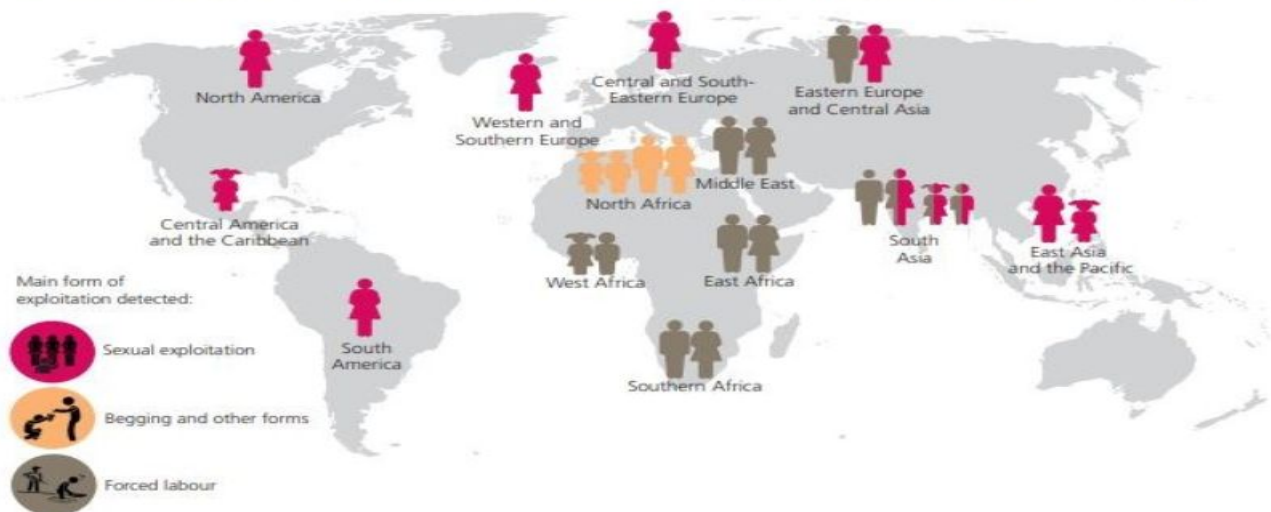 North America
Central and South-
Eastern Europe
Eastern Europe
and Central Asia
Western and
Southern Europe
Middle East
North Africa
Central America
and the Caribbean
South
Asia
East Asia
and the Pacific
West Africa
East Africa
Main form of
exploitation detected:
Sexual exploitation
South
America
Southern Africa
Begging and other forms
Forced labour